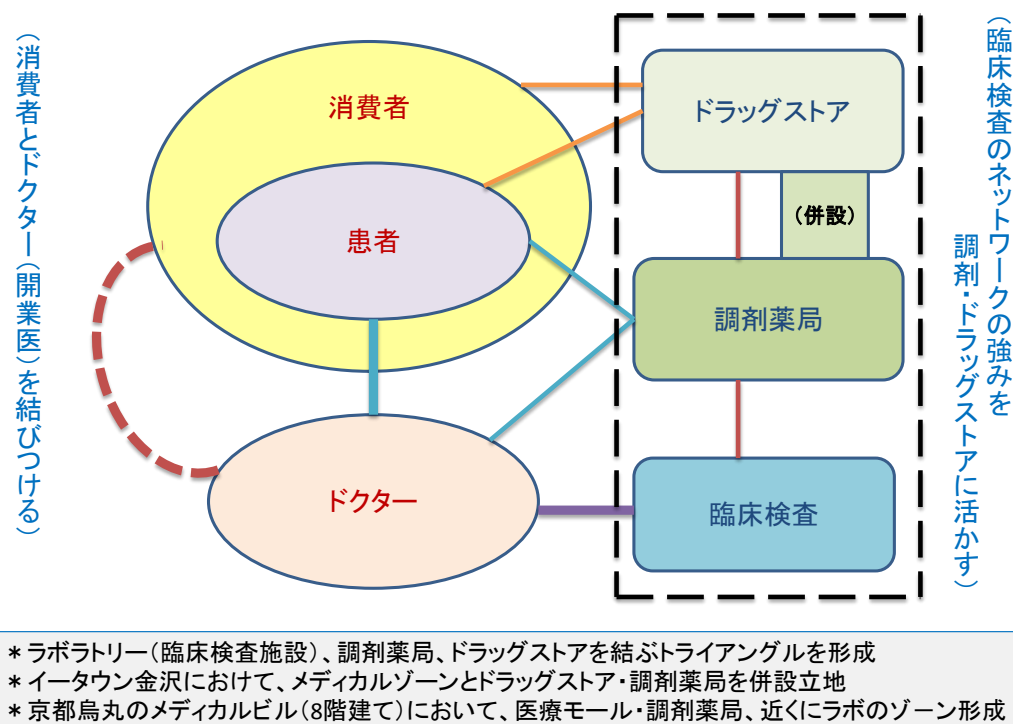 (消費者とドクター(開業医)を結びつける)
消費者
患者
ドクター
ドラッグストア
(併設)
調剤薬局
臨床検査
(臨床検査のネットワークの強みを
調剤・ドラッグストアに活かす)
*ラボラトリー(臨床検査施設)、調剤薬局、ドラッグストアを結ぶトライアングルを形成
*イータウン金沢におけて、メディカルゾーンとドラッグストア・調剤薬局を併設立地
*京都烏丸のメディカルビル(8階建て)において、医療モール・調剤薬局、近くにラボのゾーン形成